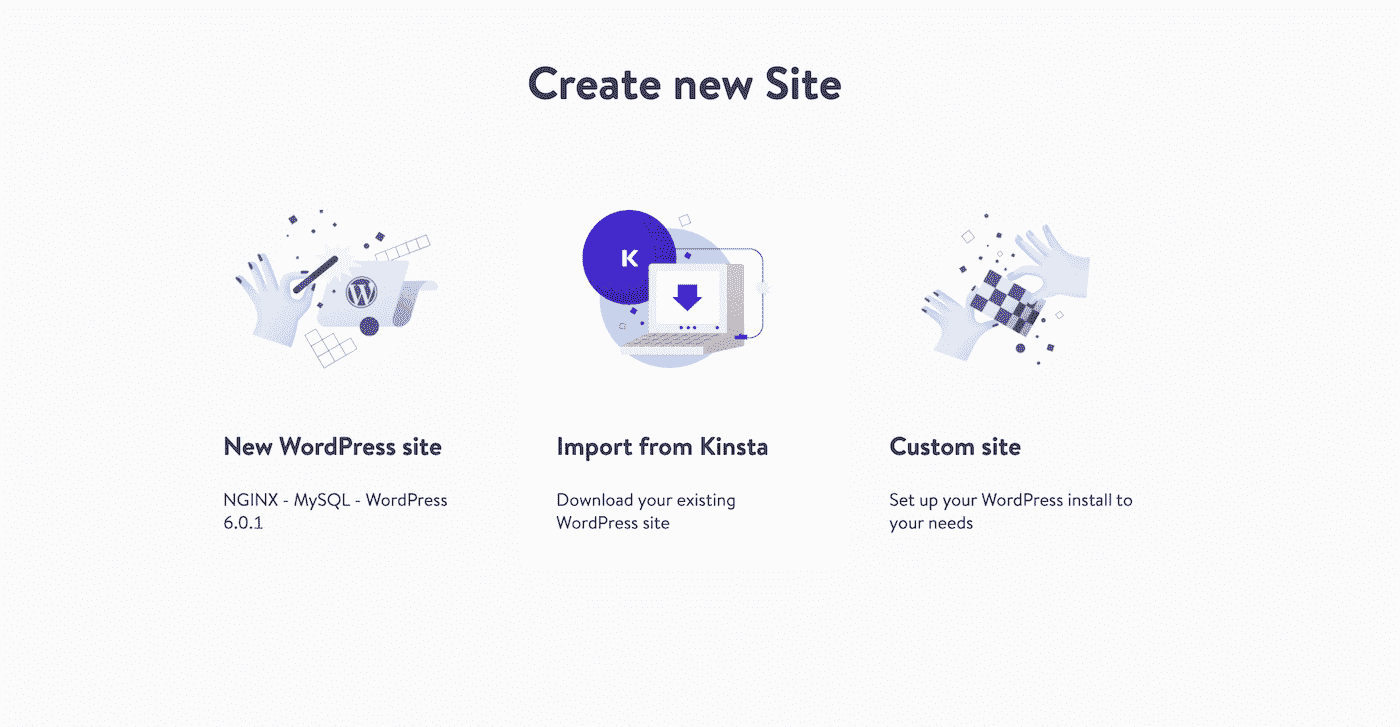 Create new Site
K
New WordPress site
NGINX - MySQL - WordPress
6.0.1
Import from Kinsta
Download your existing
WordPress site
Custom site
Set up your WordPress install to
your needs